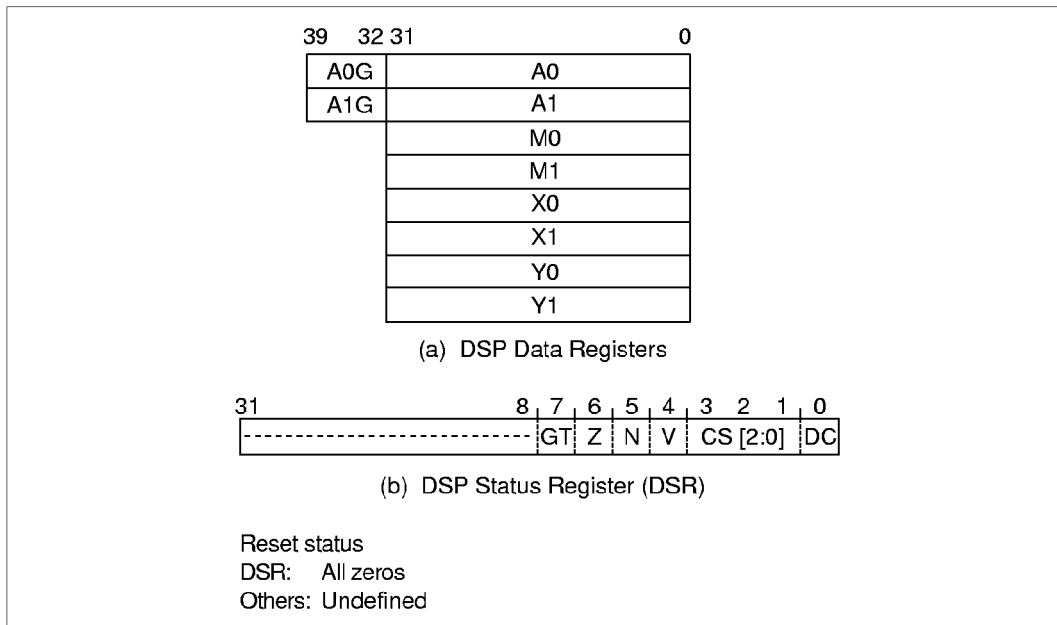 39 32 31 0
A0G A0
A1G A1
M0
M1
X0
X1
Y0
Y1
(a) DSP Data Registers
31 8 7 6 5 4 3 2 1 0
GT Z N V CS [2:0] DC
(b) DSP Status Register (DSR)
Reset status
DSR: All zeros
Others: Undefined